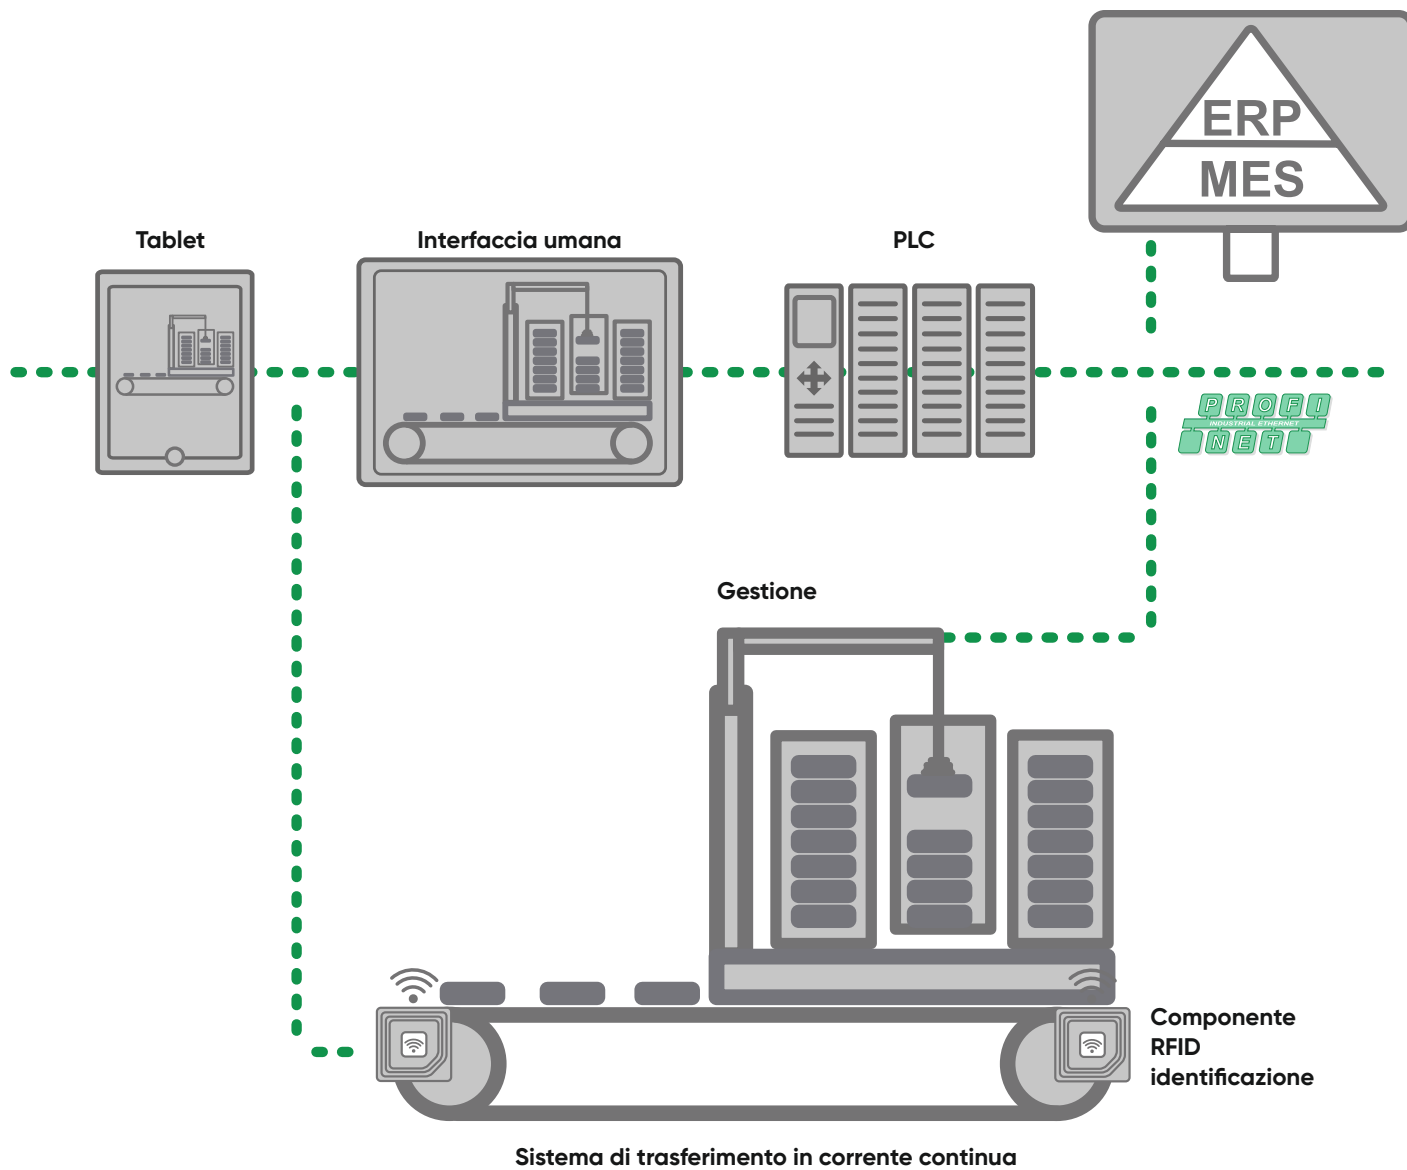 ERP
MES
Tablet
Interfaccia umana
PLC
PROFI
INDUSTRIAL ETHERNET
NET
Gestione
Componente
RFID
identificazione
Sistema di trasferimento in corrente continua